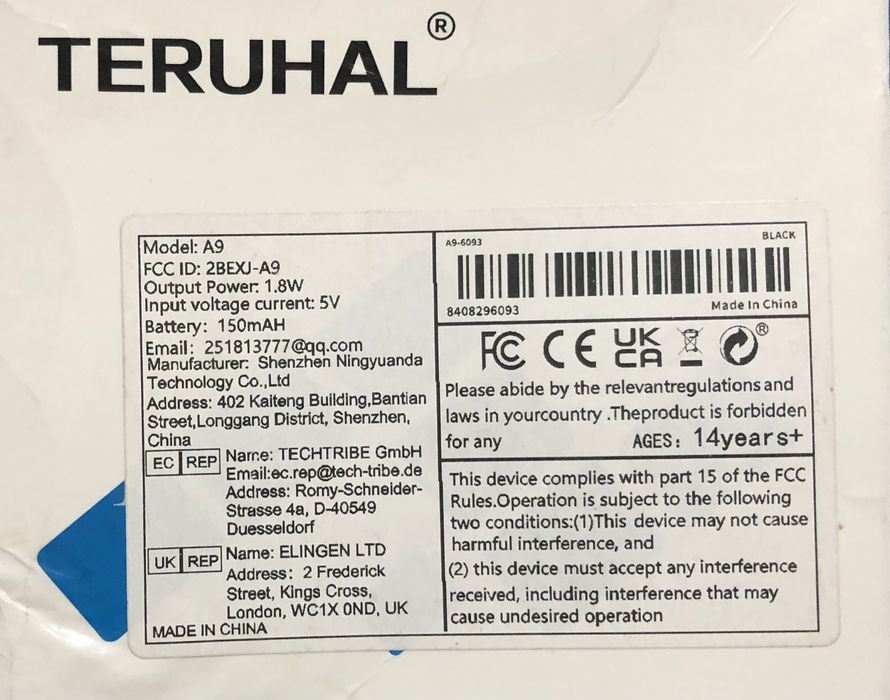 TERUHAL®
Model: A9
FCC ID: 2BEXJ-A9
Output Power: 1.8W
Input voltage current: 5V
Battery: 150mAH
Email: 251813777@qq.com
Manufacturer: Shenzhen Ningyuanda
Technology Co.,Ltd
Address: 402 Kaiteng Building,Bantian
Street,Longgang District, Shenzhen,
China
EC REP
Name: TECHTRIBE GmbH
Email:ec.rep@tech-tribe.de
Address: Romy-Schneider-
Strasse 4a, D-40549
Duesseldorf
UK REP
Name: ELINGEN LTD
Address: 2 Frederick
Street, Kings Cross,
London, WC1X 0ND, UK
MADE IN CHINA
A9-6093 BLACK
8408296093 Made In China
FC CE UK CA ®
Please abide by the relevantregulations and
laws in yourcountry .Theproduct is forbidden
for any AGES: 14years+
This device complies with part 15 of the FCC
Rules.Operation is subject to the following
two conditions:(1)This device may not cause
harmful interference, and
(2) this device must accept any interference
received, including interference that may
cause undesired operation